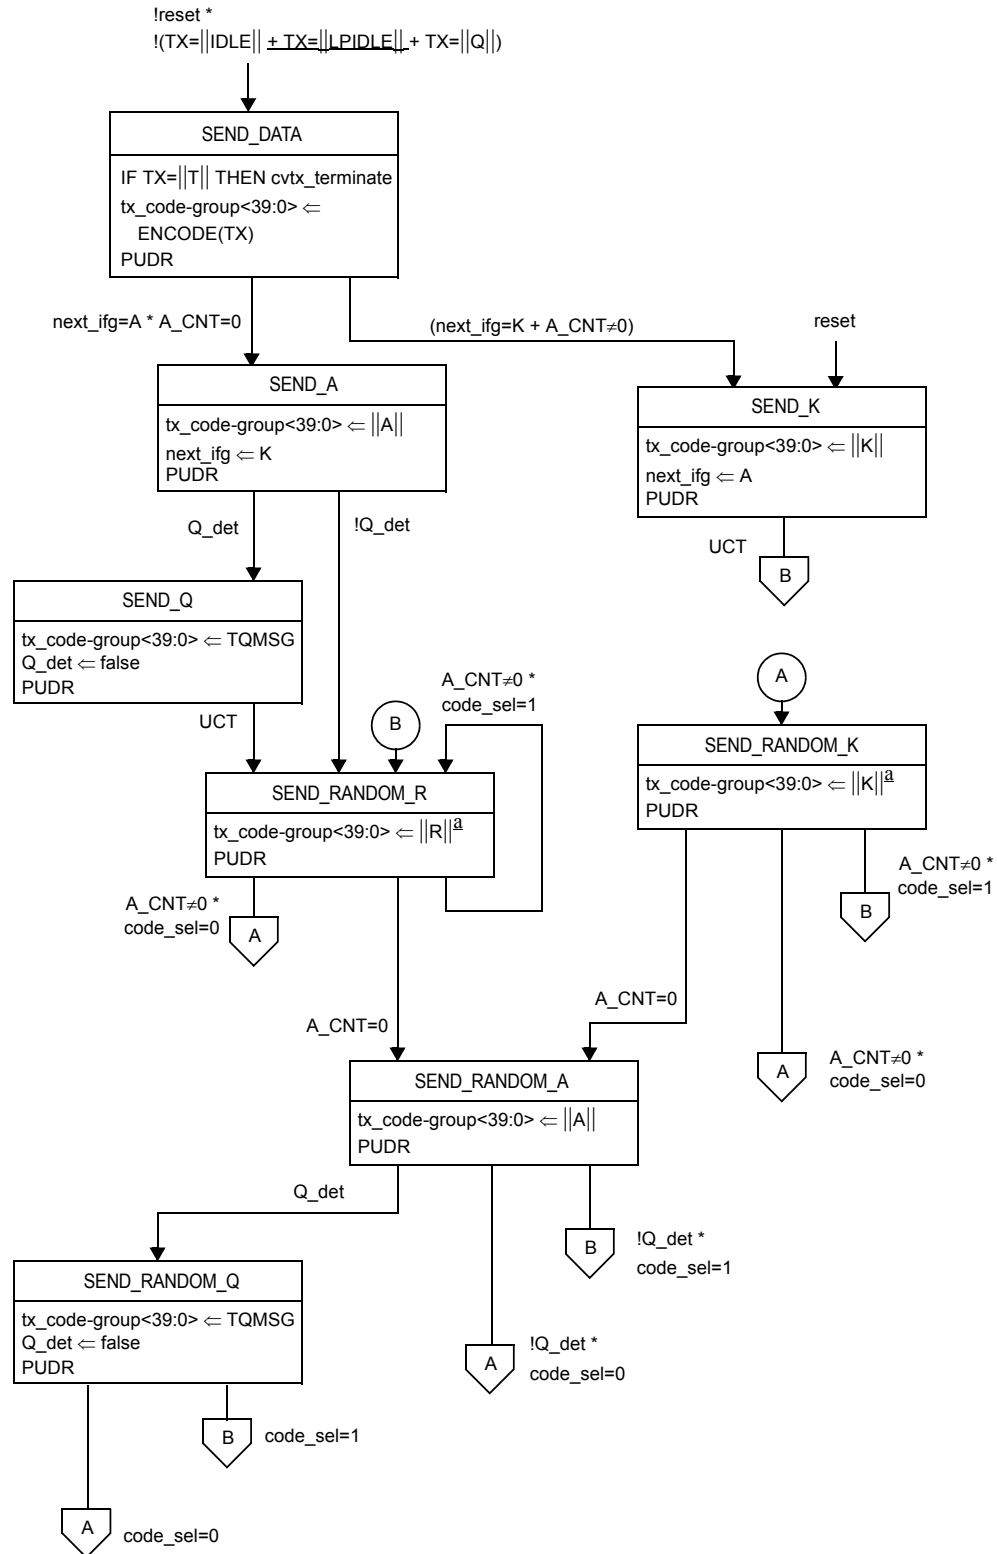 !reset *
!(TX=||IDLE|| + TX=||LPIDLE|| + TX=||Q||)
SEND_DATA
IF TX=||T|| THEN cvtx_terminate
tx_code-group<39:0> ⇐
ENCODE(TX)
PUDR
next_ifg=A * A_CNT=0
(next_ifg=K + A_CNT≠0)
reset
SEND_A
tx_code-group<39:0> ⇐ ||A||
next_ifg ⇐ K
PUDR
SEND_K
tx_code-group<39:0> ⇐ ||K||
next_ifg ⇐ A
PUDR
Q_det
!Q_det
UCT
B
SEND_Q
tx_code-group<39:0> ⇐ TQMSG
Q_det ⇐ false
PUDR
UCT
B
A_CNT≠0 *
code_sel=1
A
SEND_RANDOM_R
tx_code-group<39:0> ⇐ ||R||a
PUDR
SEND_RANDOM_K
tx_code-group<39:0> ⇐ ||K||a
PUDR
A_CNT≠0 *
code_sel=0
A
A_CNT≠0 *
code_sel=1
B
A_CNT=0
A_CNT=0
A
A_CNT≠0 *
code_sel=0
SEND_RANDOM_A
tx_code-group<39:0> ⇐ ||A||
PUDR
Q_det
B
!Q_det *
code_sel=1
A
!Q_det *
code_sel=0
SEND_RANDOM_Q
tx_code-group<39:0> ⇐ TQMSG
Q_det ⇐ false
PUDR
B
code_sel=1
A
code_sel=0